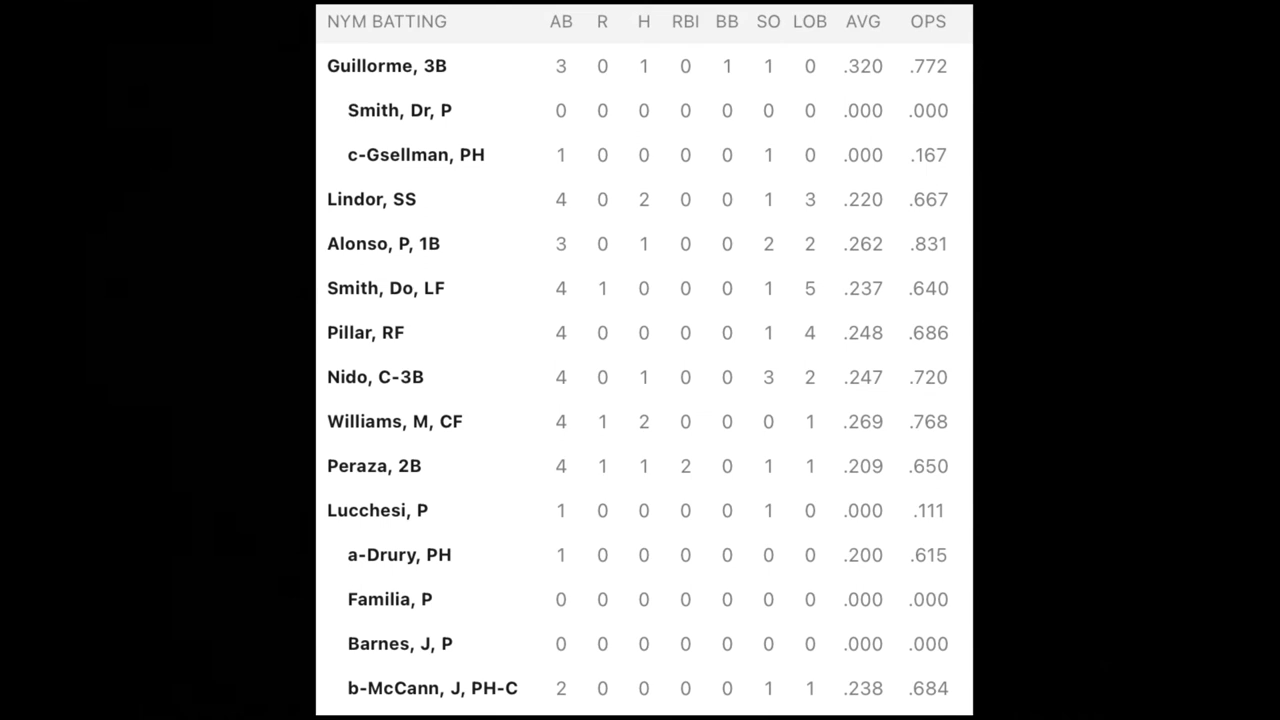 NYM BATTING AB R H RBI BB SO LOB AVG OPS
Guillorme, 3B 3 0 1 0 1 1 0 .320 .772
Smith, Dr, P 0 0 0 0 0 0 0 .000 .000
c-Gsellman, PH 1 0 0 0 0 1 0 .000 .167
Lindor, SS 4 0 2 0 0 1 3 .220 .667
Alonso, P, 1B 3 0 1 0 0 2 2 .262 .831
Smith, Do, LF 4 1 0 0 0 1 5 .237 .640
Pillar, RF 4 0 0 0 0 1 4 .248 .686
Nido, C-3B 4 0 1 0 0 3 2 .247 .720
Williams, M, CF 4 1 2 0 0 0 1 .269 .768
Peraza, 2B 4 1 1 2 0 1 1 .209 .650
Lucchesi, P 1 0 0 0 0 1 0 .000 .111
a-Drury, PH 1 0 0 0 0 0 0 .200 .615
Familia, P 0 0 0 0 0 0 0 .000 .000
Barnes, J, P 0 0 0 0 0 0 0 .000 .000
b-McCann, J, PH-C 2 0 0 0 0 1 1 .238 .684